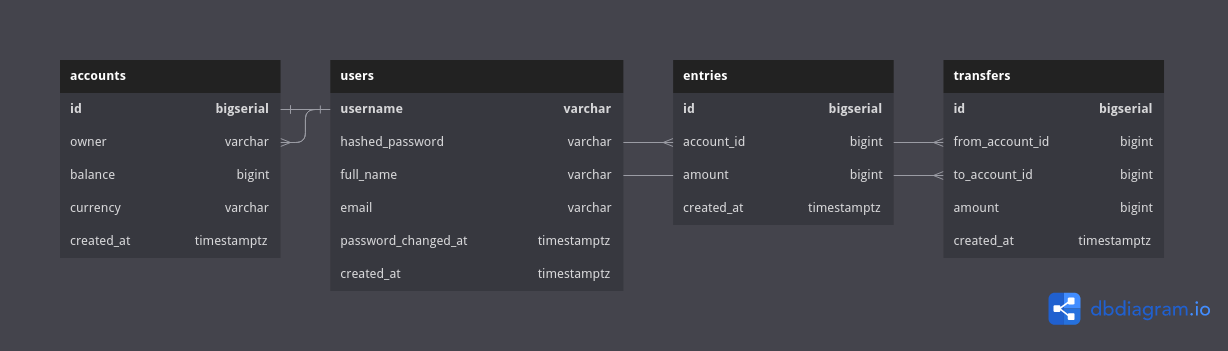 accounts
id bigserial
owner varchar
balance bigint
currency varchar
created_at timestamptz
users
username varchar
hashed_password varchar
full_name varchar
email varchar
password_changed_at timestamptz
created_at timestamptz
entries
id bigserial
account_id bigint
amount bigint
created_at timestamptz
transfers
id bigserial
from_account_id bigint
to_account_id bigint
amount bigint
created_at timestamptz
dbdiagram.io